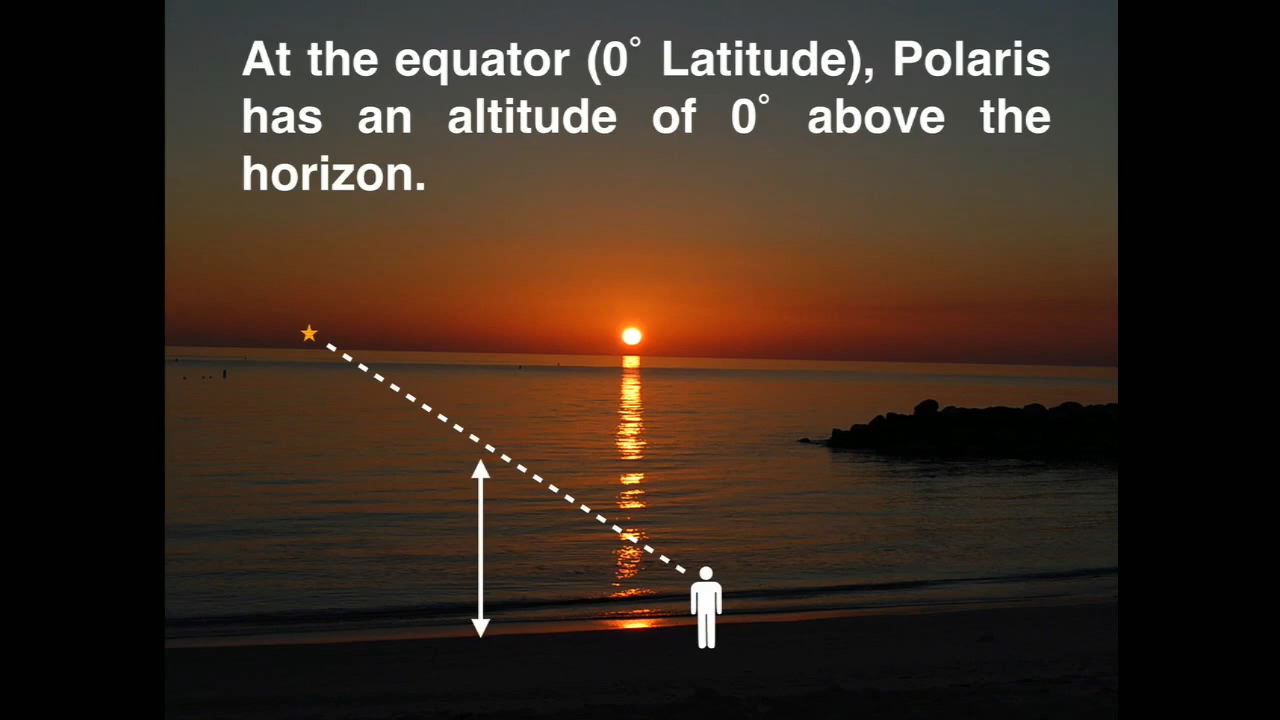 At the equator (0° Latitude), Polaris
has an altitude of 0° above the
horizon.